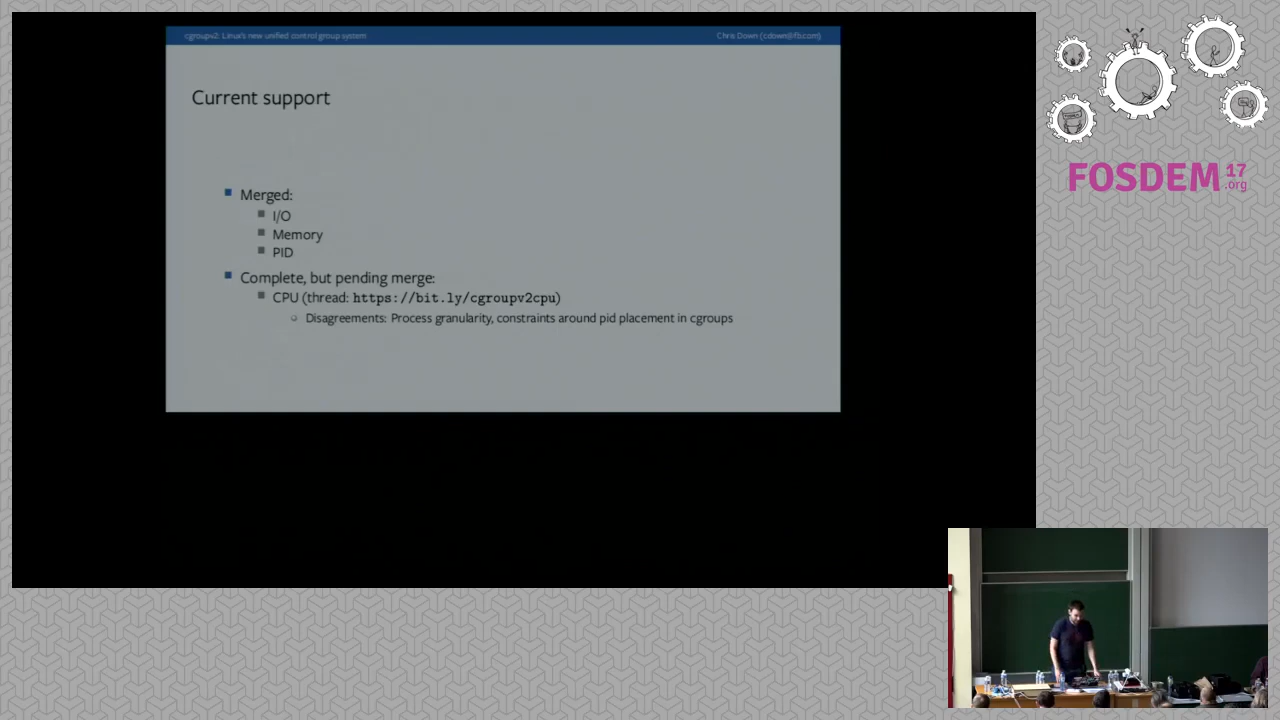 cgroupv2: Linux's new unified control group system
Chris Down (cdown@fb.com)
Current support
Merged:
I/O
Memory
PID
Complete, but pending merge:
CPU (thread: https://bit.ly/cgroupv2cpu)
Disagreements: Process granularity, constraints around pid placement in cgroups
FOSDEM 17
.org